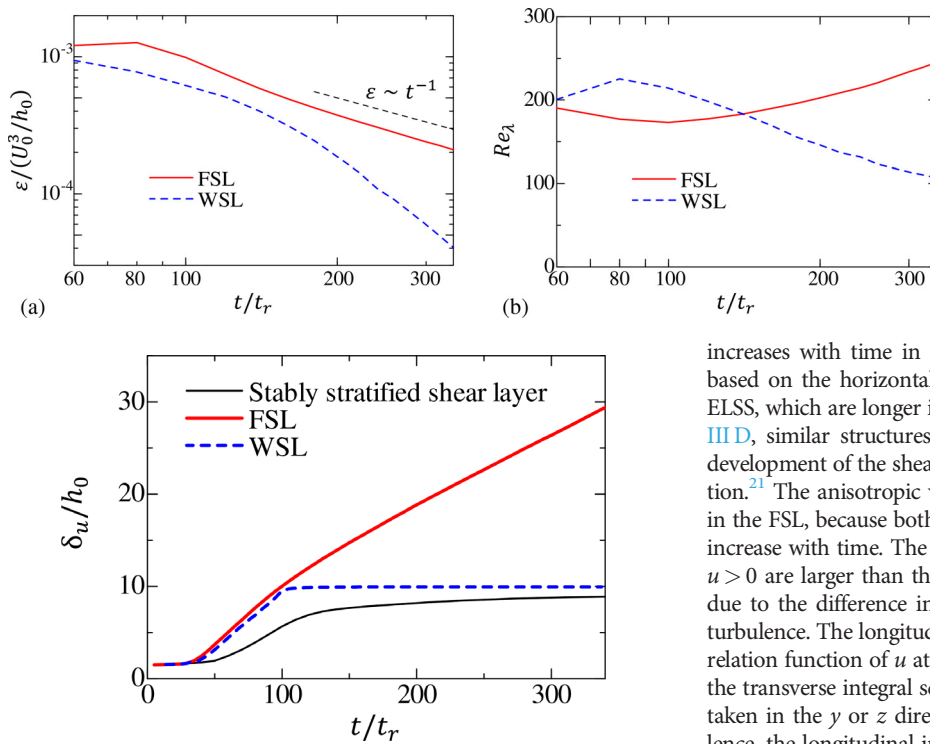 10⁻³
10⁻⁴
ε/(U₀³/h₀)
ε ~ t⁻¹
FSL
WSL
60 80 100 200 300
t/tᵣ
(a)
300
200
100
0
Re_λ
FSL
WSL
60 80 100 200 300
t/tᵣ
(b)
30
20
10
0
δᵤ/h₀
Stably stratified shear layer
FSL
WSL
0 100 200 300
t/tᵣ
increases with time in
based on the horizontal
ELSS, which are longer i
III D, similar structures
development of the shea
tion.²¹ The anisotropic v
in the FSL, because both
increase with time. The
u > 0 are larger than th
due to the difference in
turbulence. The longitud
relation function of u at
the transverse integral s
taken in the y or z dire
lence, the longitudinal i